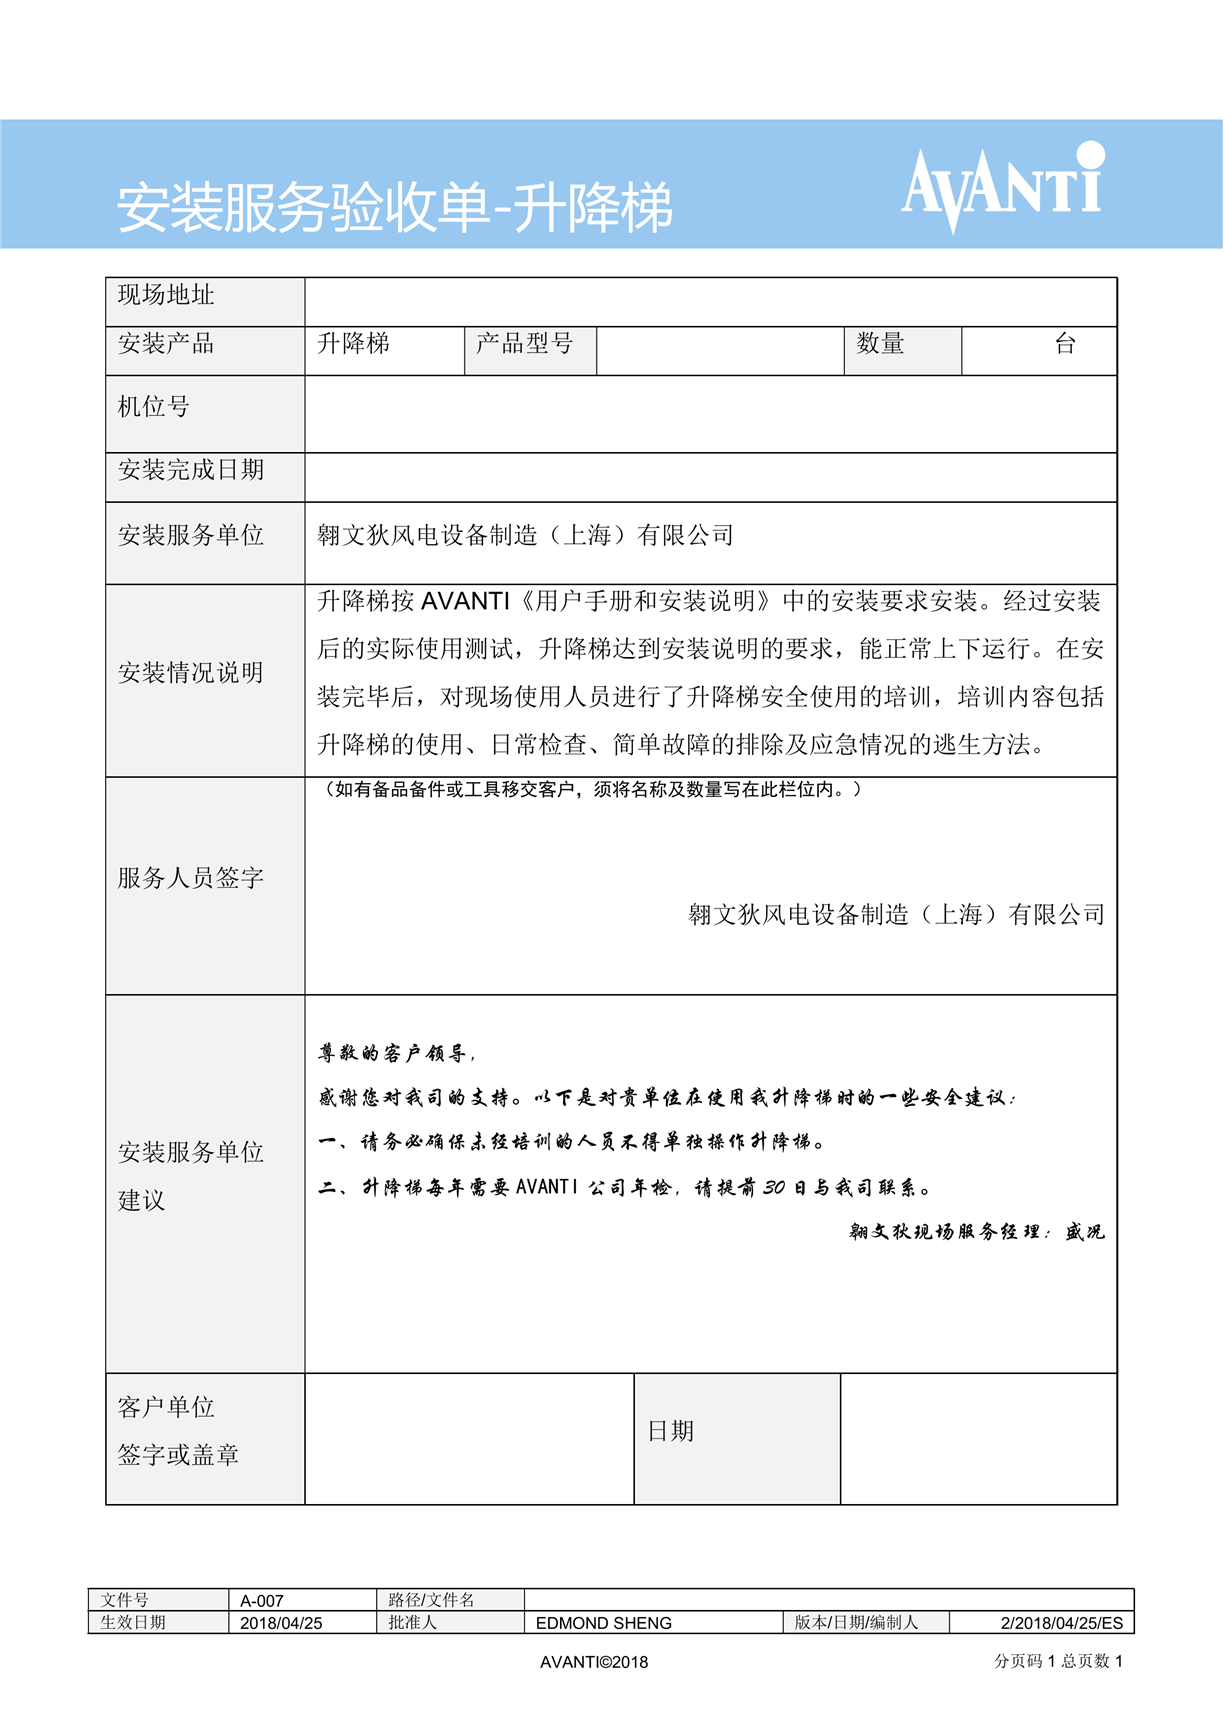 安装服务验收单-升降梯
AVANTI
现场地址
安装产品 升降梯 产品型号 数量 台
机位号
安装完成日期
安装服务单位 翱文狄风电设备制造（上海）有限公司
安装情况说明
升降梯按 AVANTI《用户手册和安装说明》中的安装要求安装。经过安装
后的实际使用测试，升降梯达到安装说明的要求，能正常上下运行。在安
装完毕后，对现场使用人员进行了升降梯安全使用的培训，培训内容包括
升降梯的使用、日常检查、简单故障的排除及应急情况的逃生方法。
服务人员签字
（如有备品备件或工具移交客户，须将名称及数量写在此栏位内。）
翱文狄风电设备制造（上海）有限公司
安装服务单位
建议
尊敬的客户领导，
感谢您对我司的支持。以下是对贵单位在使用我升降梯时的一些安全建议：
一、请务必确保未经培训的人员不得单独操作升降梯。
二、升降梯每年需要 AVANTI 公司年检，请提前 30 日与我司联系。
翱文狄现场服务经理：盛况
客户单位
签字或盖章
日期
文件号 A-007 路径/文件名
生效日期 2018/04/25 批准人 EDMOND SHENG 版本/日期/编制人 2/2018/04/25/ES
AVANTI©2018 分页码 1 总页数 1